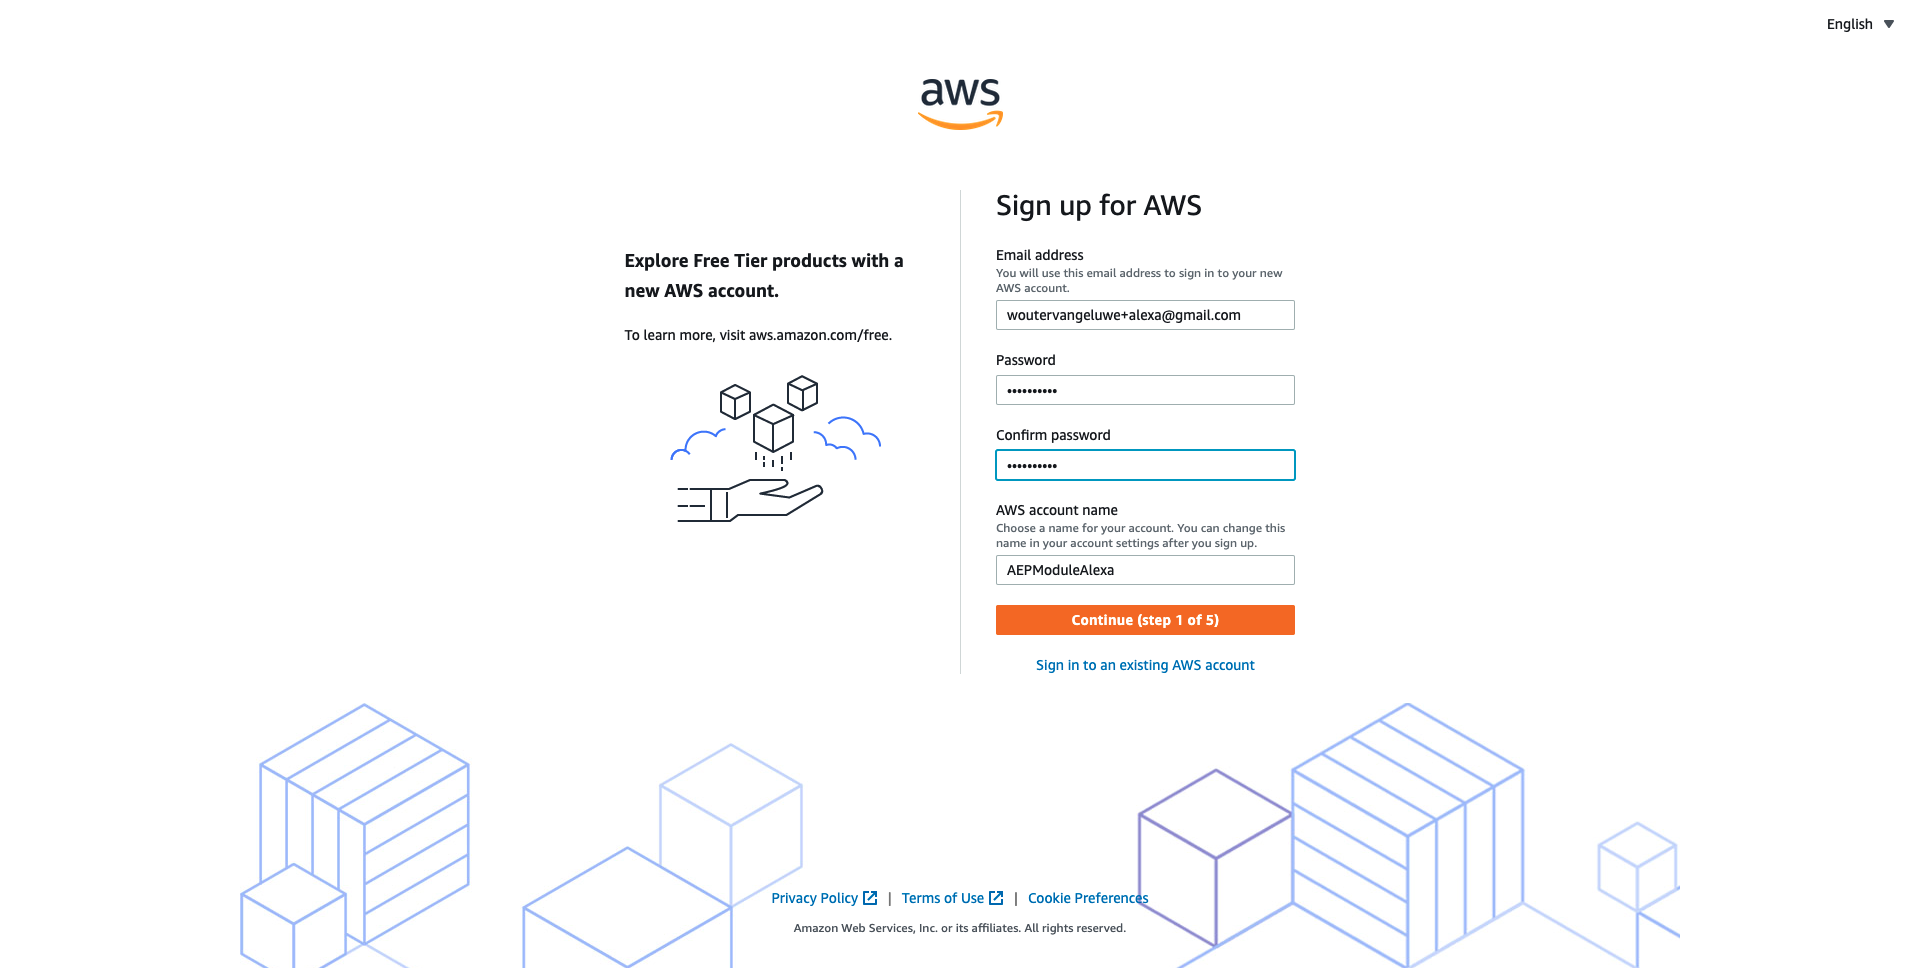 English
aws
Explore Free Tier products with a
new AWS account.
To learn more, visit aws.amazon.com/free.
Sign up for AWS
Email address
You will use this email address to sign in to your new
AWS account.
woutervangeluwe+alexa@gmail.com
Password
••••••••••
Confirm password
••••••••••
AWS account name
Choose a name for your account. You can change this
name in your account settings after you sign up.
AEPModuleAlexa
Continue (step 1 of 5)
Sign in to an existing AWS account
Privacy Policy | Terms of Use | Cookie Preferences
Amazon Web Services, Inc. or its affiliates. All rights reserved.